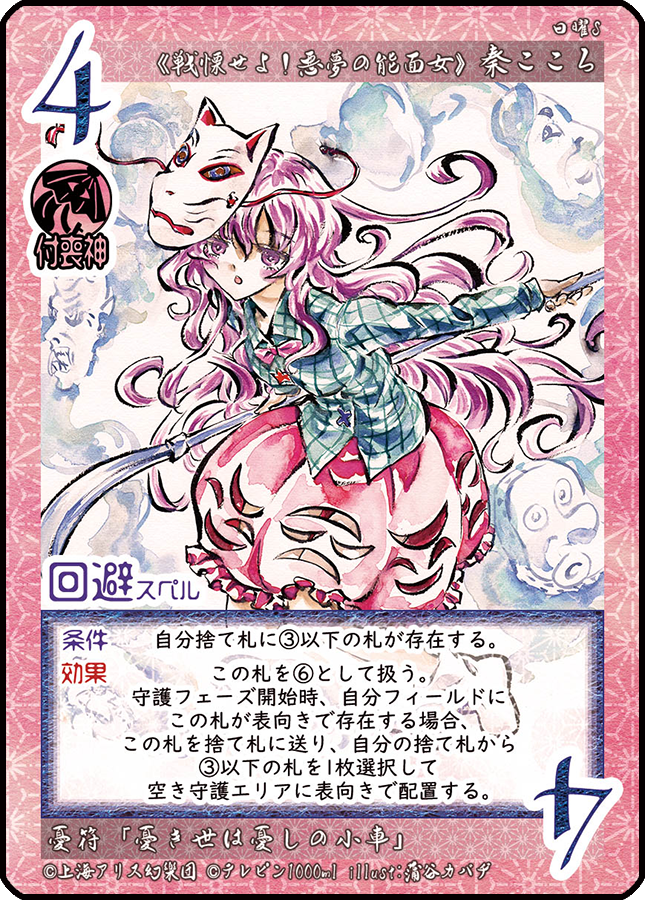 日曜S
4
《戦慄せよ！悪夢の能面女》 秦こころ
付喪神
回避スペル
条件 自分捨て札に③以下の札が存在する。
効果 この札を⑥として扱う。
守護フェーズ開始時、自分フィールドに
この札が表向きで存在する場合、
この札を捨て札に送り、自分の捨て札から
③以下の札を1枚選択して
空き守護エリアに表向きで配置する。
4
憂符「憂き世は憂しの小車」
©上海アリス幻樂団 ©テレピン1000ml illust:蒲谷カバヂ